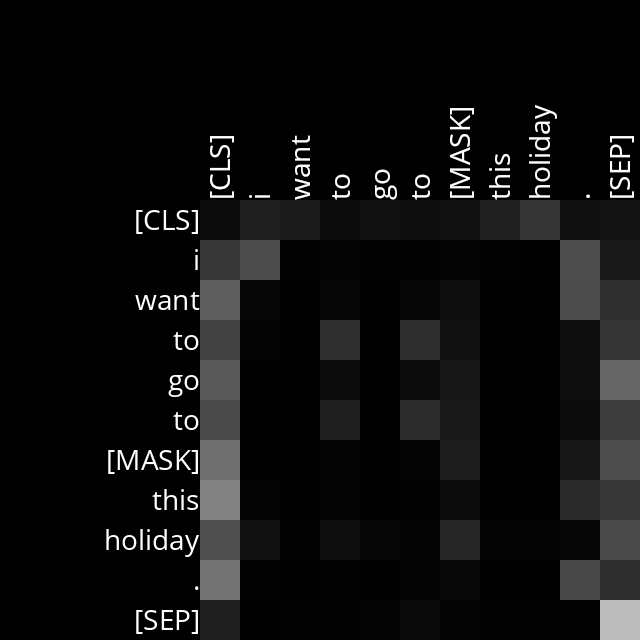 [CLS] i want to go to [MASK] this holiday . [SEP]
[CLS]
i
want
to
go
to
[MASK]
this
holiday
.
[SEP]